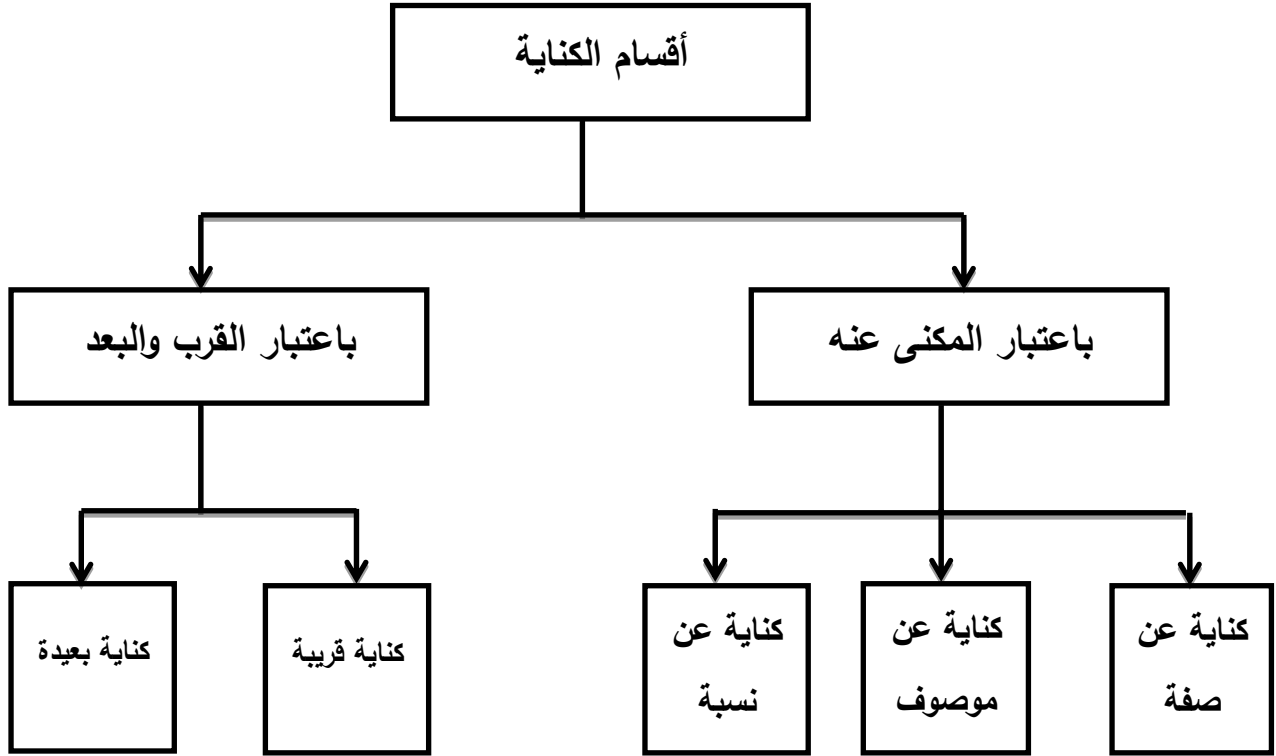 أقسام الكناية
باعتبار المكنى عنه
باعتبار القرب والبعد
كناية عن
صفة
كناية عن
موصوف
كناية عن
نسبة
كناية قريبة
كناية بعيدة